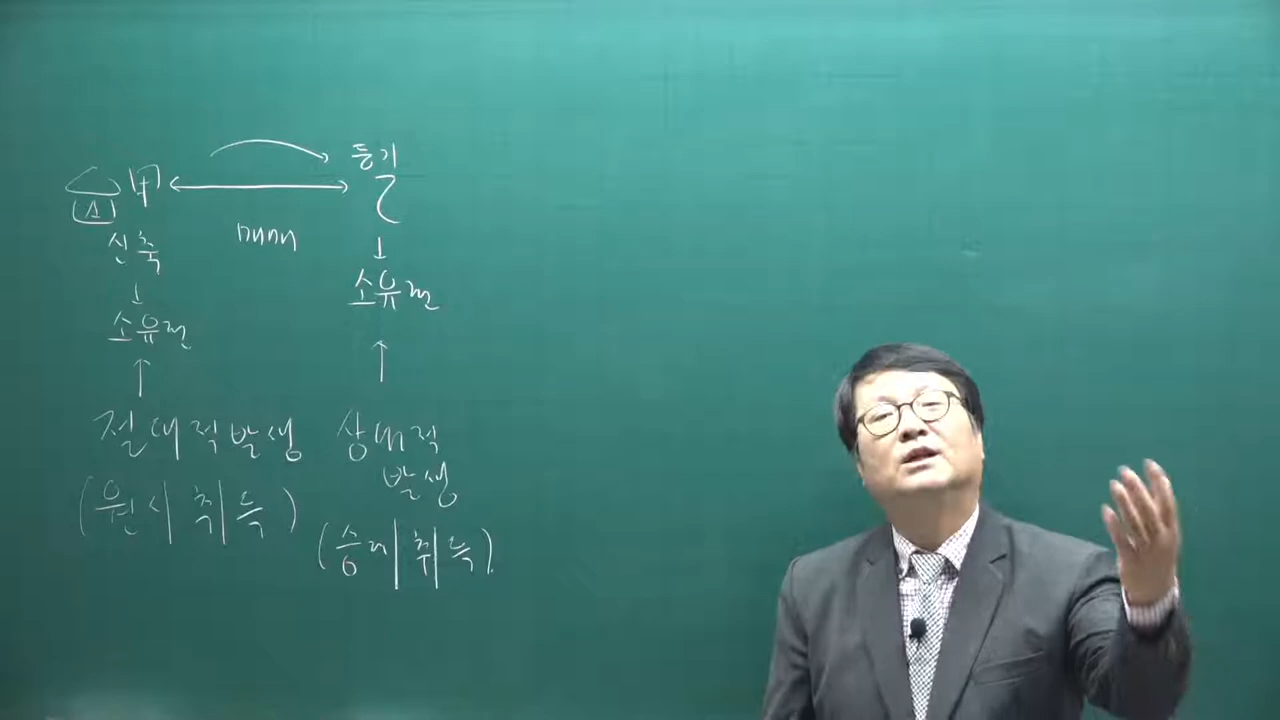 등기
甲 乙
매매
신축
↓
소유권
↑
절대적 발생
(원시취득)
↓
소유권
↑
상대적
발생
(승계취득)